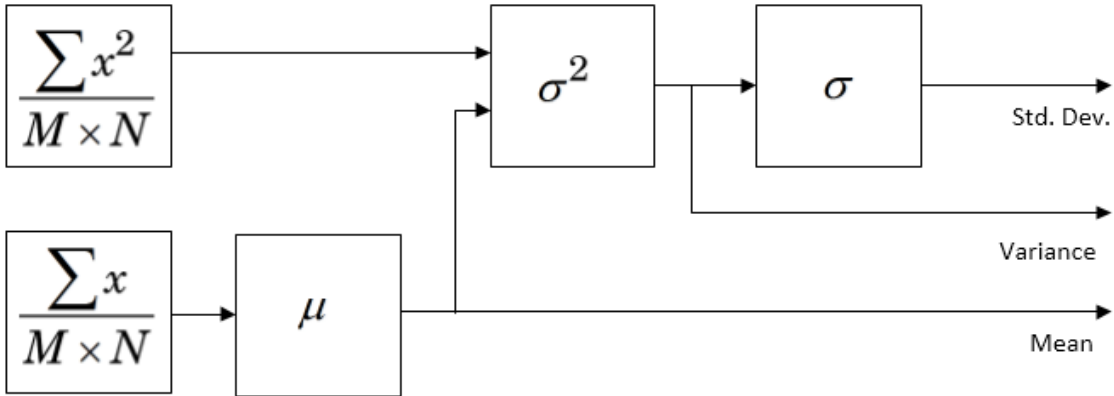 ∑x²
M × N
σ²
σ
Std. Dev.
Variance
∑x
M × N
μ
Mean